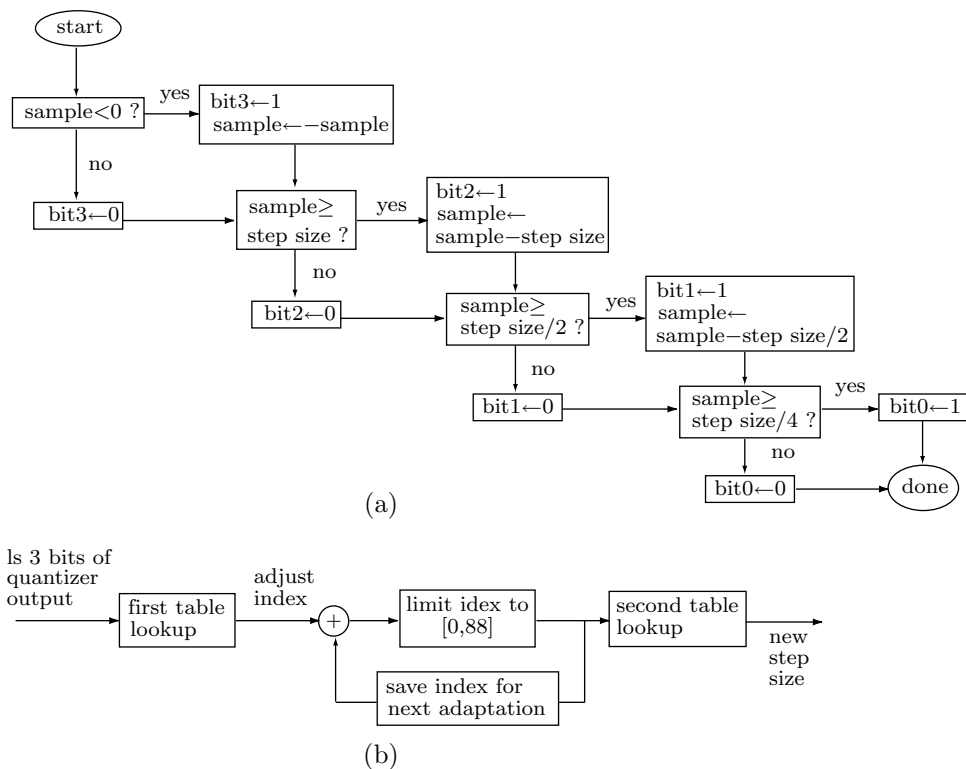 start
sample<0 ?
yes
bit3←1
sample←−sample
no
bit3←0
sample≥
step size ?
yes
bit2←1
sample←
sample−step size
no
bit2←0
sample≥
step size/2 ?
yes
bit1←1
sample←
sample−step size/2
no
bit1←0
sample≥
step size/4 ?
yes
bit0←1
no
bit0←0
done
(a)
ls 3 bits of
quantizer
output
first table
lookup
adjust
index
+
limit idex to
[0,88]
save index for
next adaptation
second table
lookup
new
step
size
(b)